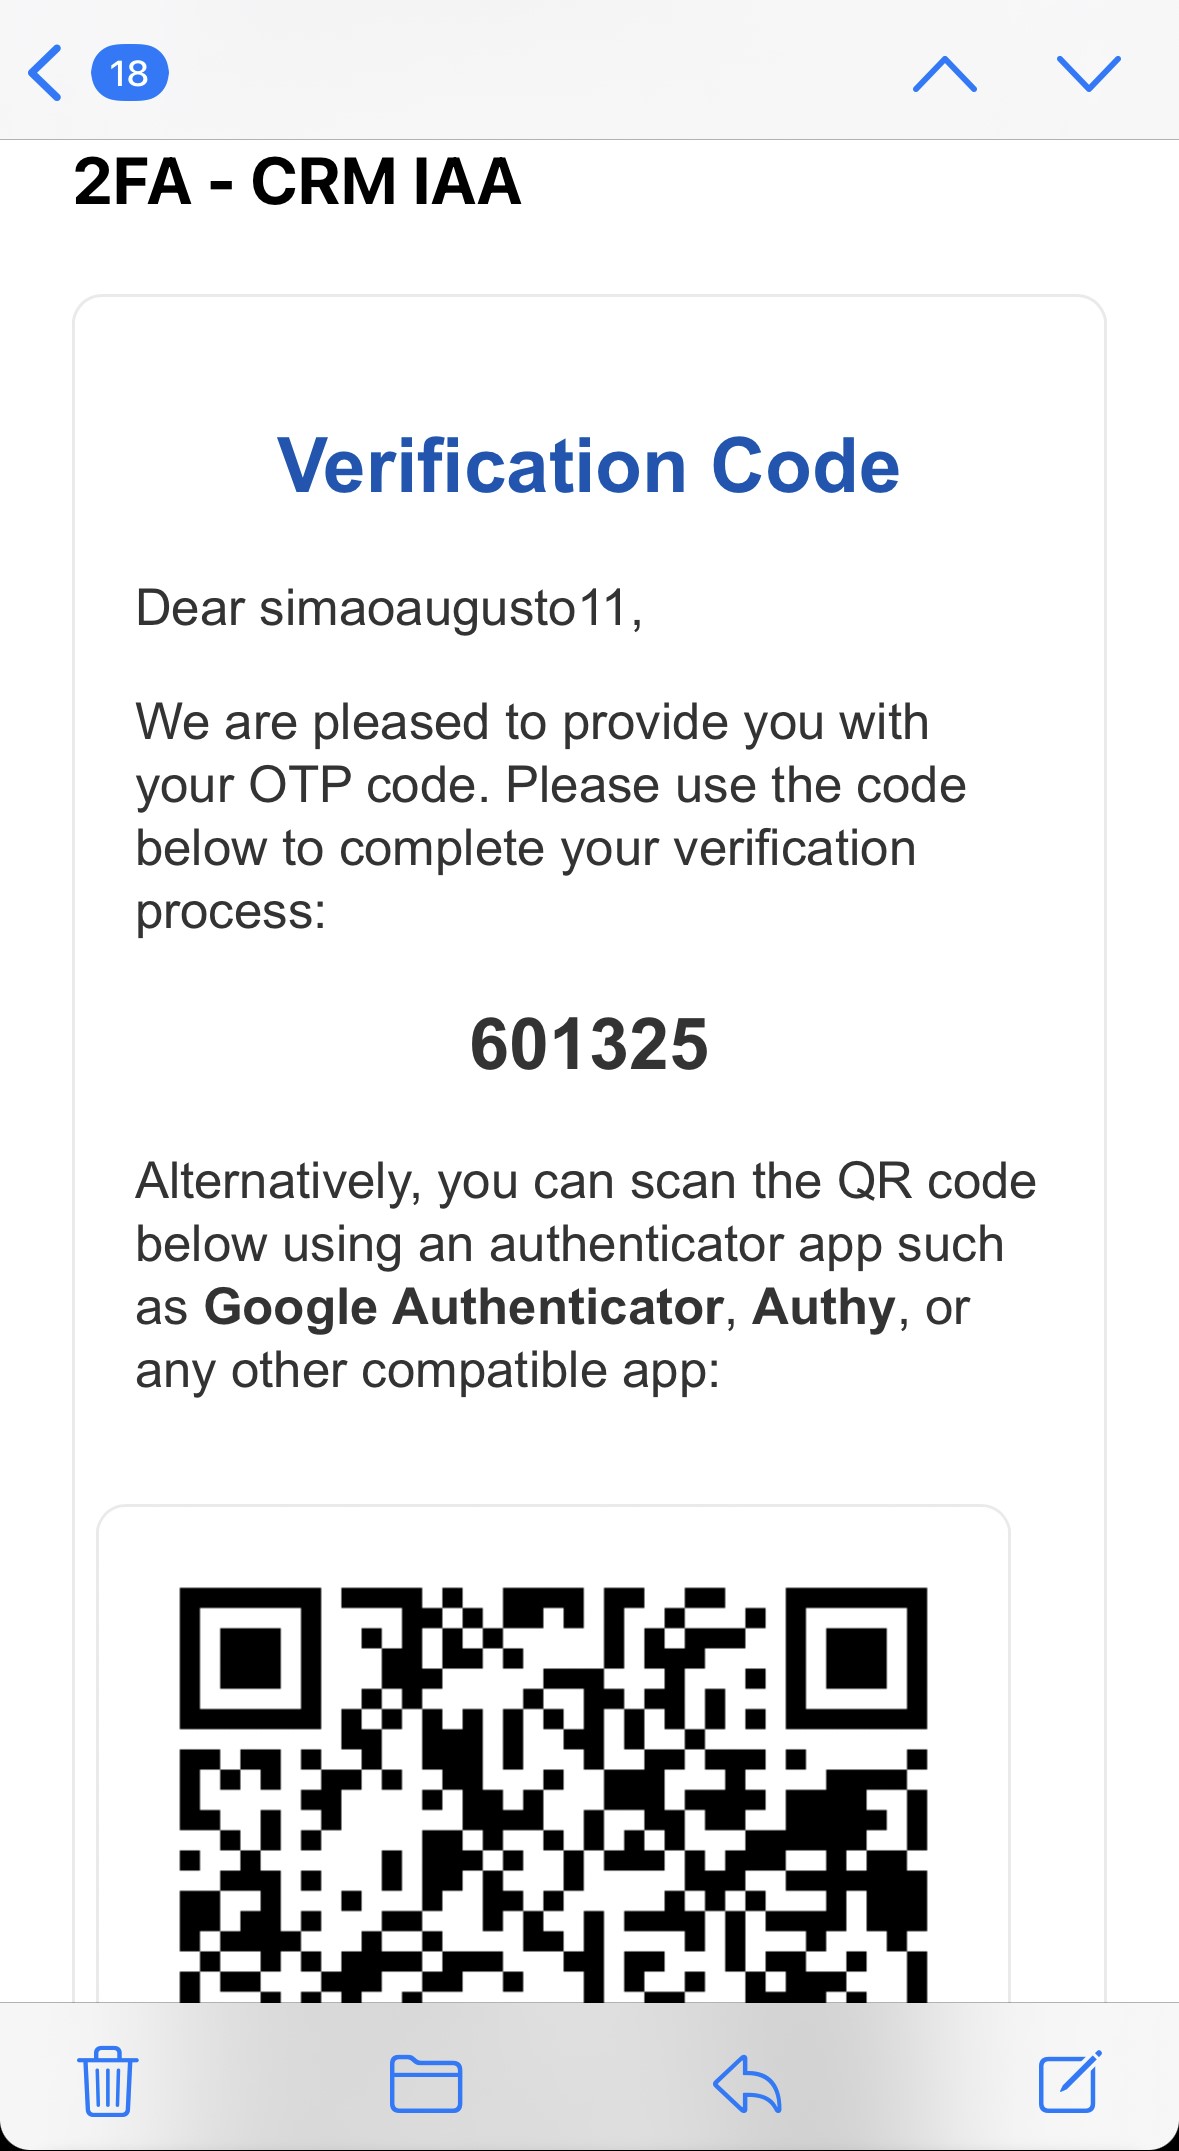 18
2FA - CRM IAA
Verification Code
Dear simaoaugusto11,
We are pleased to provide you with
your OTP code. Please use the code
below to complete your verification
process:
601325
Alternatively, you can scan the QR code
below using an authenticator app such
as Google Authenticator, Authy, or
any other compatible app: